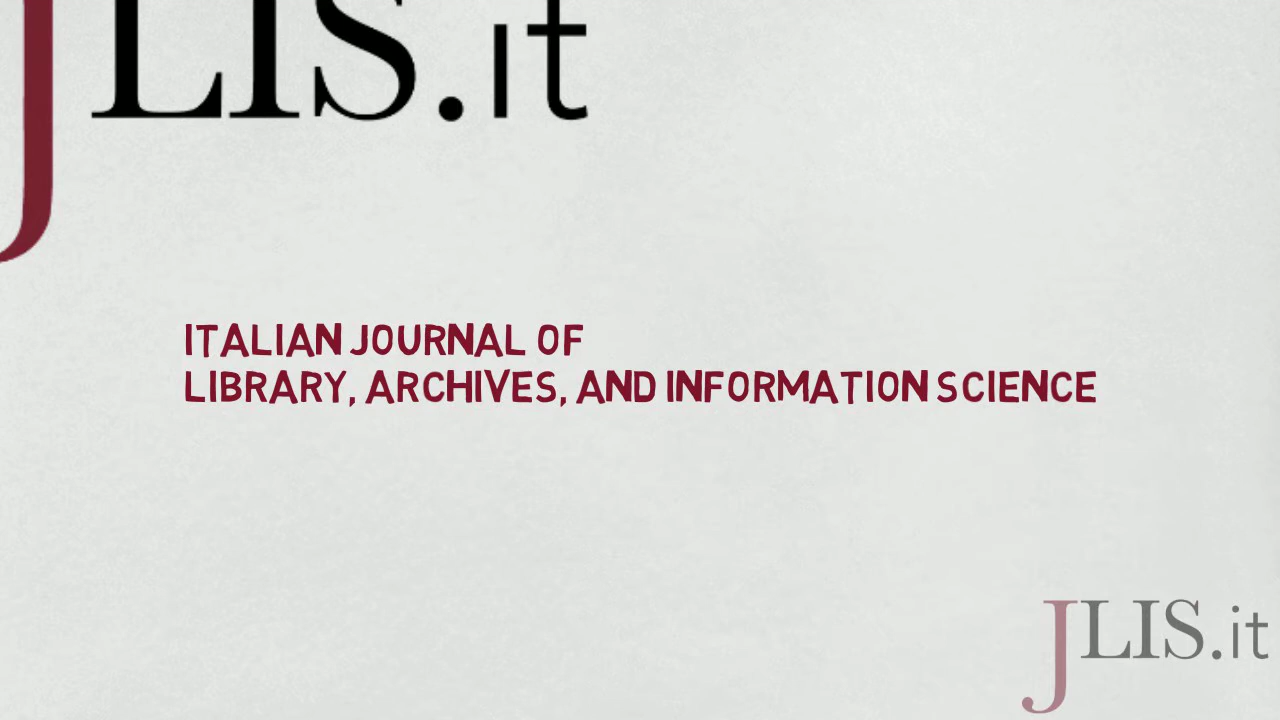 JLIS.it
ITALIAN JOURNAL OF
LIBRARY, ARCHIVES, AND INFORMATION SCIENCE
JLIS.it